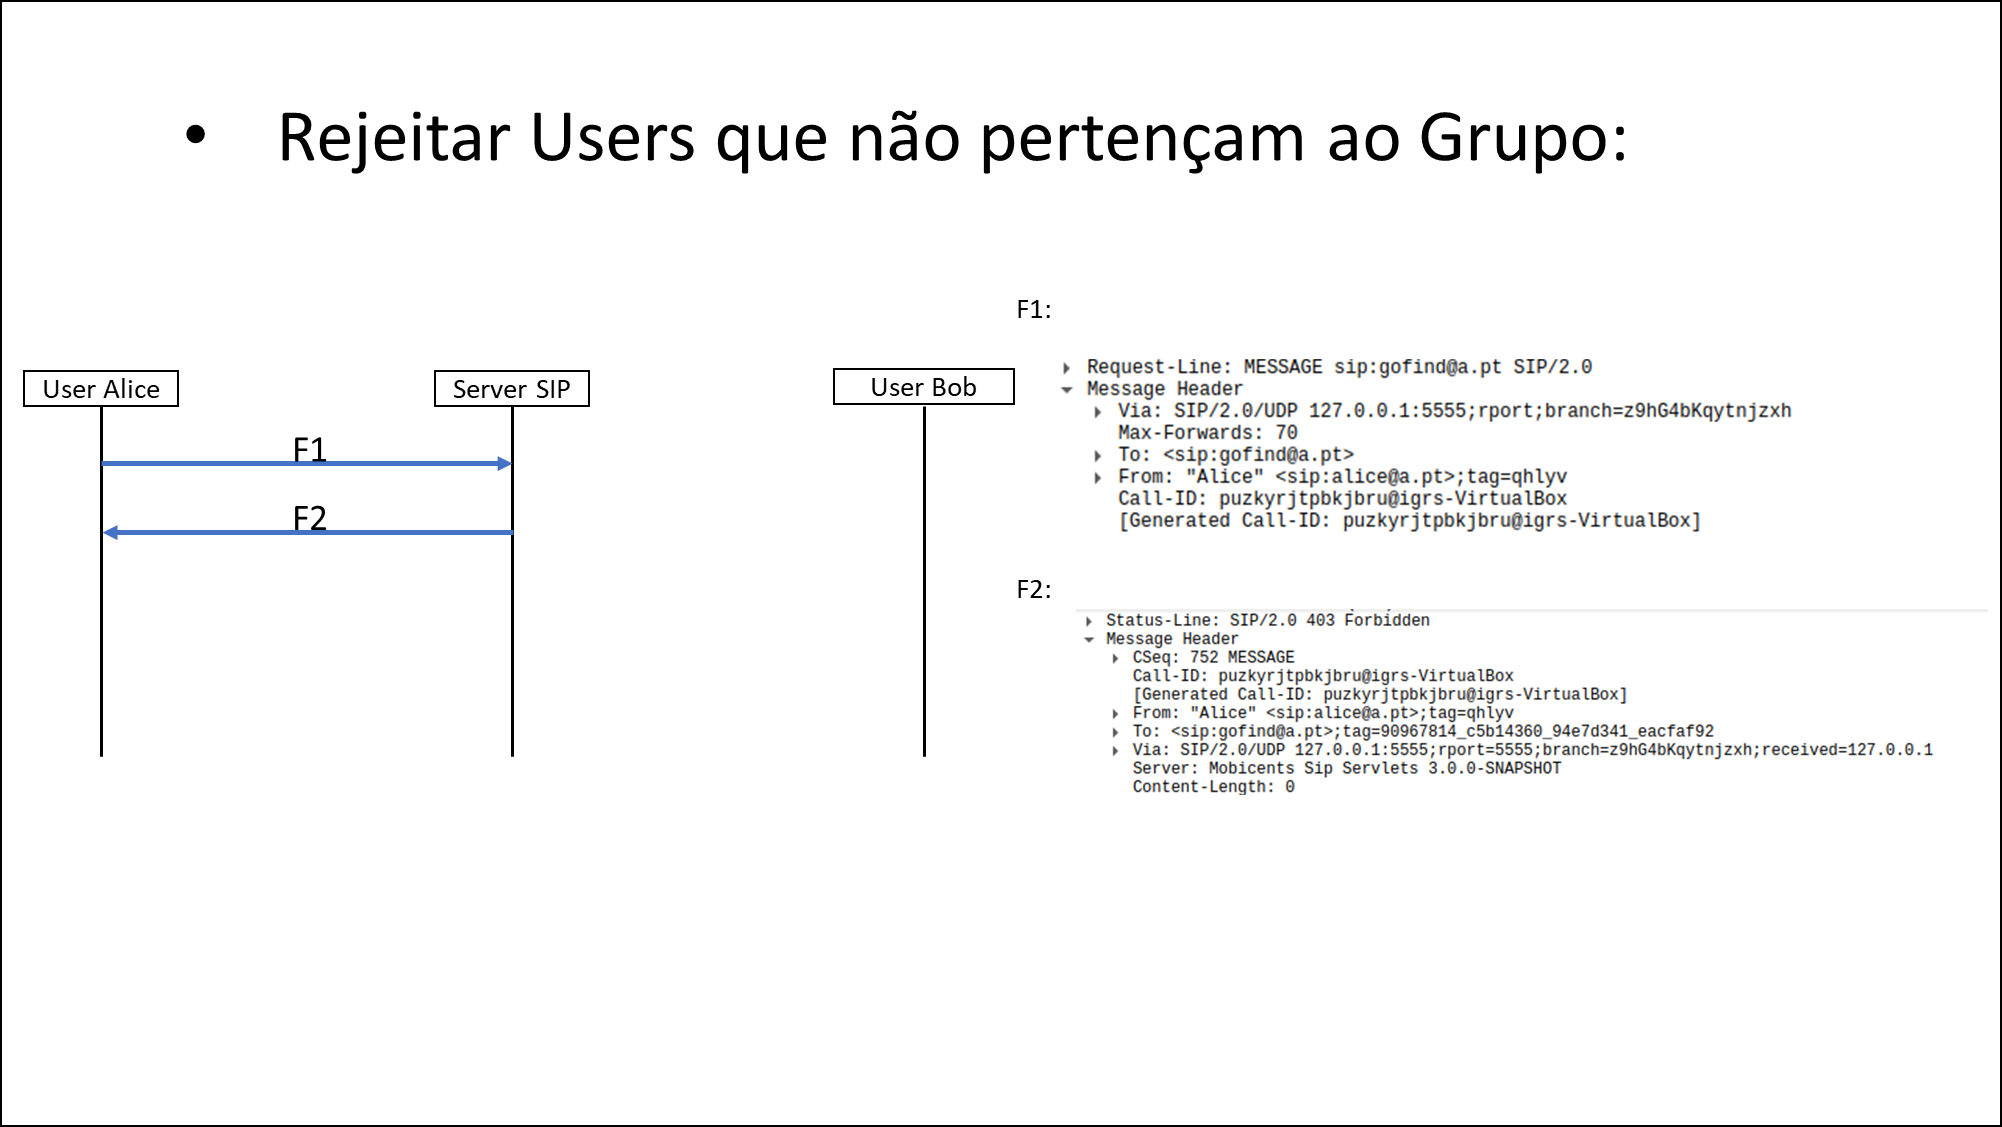 • Rejeitar Users que não pertençam ao Grupo:
User Alice
Server SIP
User Bob
F1
F2
F1:
Request-Line: MESSAGE sip:gofind@a.pt SIP/2.0
Message Header
Via: SIP/2.0/UDP 127.0.0.1:5555;rport;branch=z9hG4bKqytnjzxh
Max-Forwards: 70
To: <sip:gofind@a.pt>
From: "Alice" <sip:alice@a.pt>;tag=qhlyv
Call-ID: puzkyrjtpbkjbru@igrs-VirtualBox
[Generated Call-ID: puzkyrjtpbkjbru@igrs-VirtualBox]
F2:
Status-Line: SIP/2.0 403 Forbidden
Message Header
CSeq: 752 MESSAGE
Call-ID: puzkyrjtpbkjbru@igrs-VirtualBox
[Generated Call-ID: puzkyrjtpbkjbru@igrs-VirtualBox]
From: "Alice" <sip:alice@a.pt>;tag=qhlyv
To: <sip:gofind@a.pt>;tag=90967814_c5b14360_94e7d341_eacfaf92
Via: SIP/2.0/UDP 127.0.0.1:5555;rport=5555;branch=z9hG4bKqytnjzxh;received=127.0.0.1
Server: Mobicents Sip Servlets 3.0.0-SNAPSHOT
Content-Length: 0